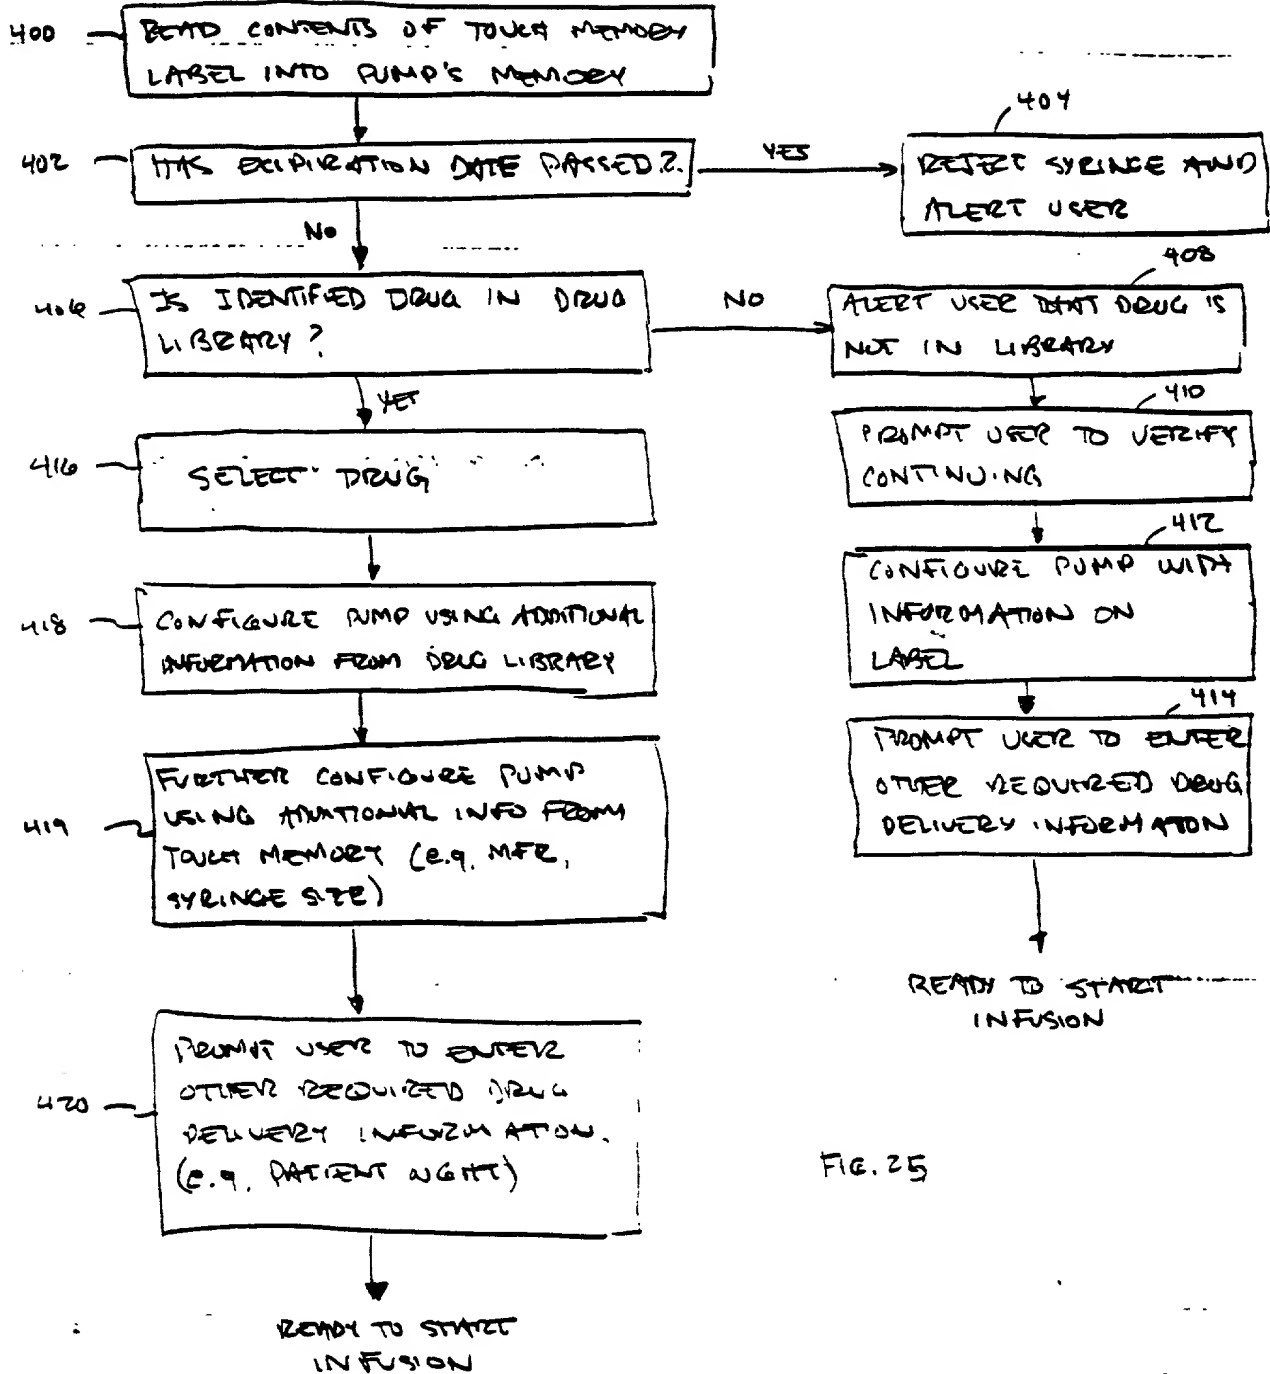 400
READ CONTENTS OF TOUCH MEMORY
LABEL INTO PUMP'S MEMORY
402
HAS EXPIRATION DATE PASSED?
YES
404
REJECT SYRINGE AND
ALERT USER
NO
406
IS IDENTIFIED DRUG IN DRUG
LIBRARY?
NO
408
ALERT USER THAT DRUG IS
NOT IN LIBRARY
YES
410
PROMPT USER TO VERIFY
CONTINUING
416
SELECT DRUG
412
CONFIGURE PUMP WITH
INFORMATION ON
LABEL
418
CONFIGURE PUMP USING ADDITIONAL
INFORMATION FROM DRUG LIBRARY
414
PROMPT USER TO ENTER
OTHER REQUIRED DRUG
DELIVERY INFORMATION
419
FURTHER CONFIGURE PUMP
USING ADDITIONAL INFO FROM
TOUCH MEMORY (e.g. MFR,
SYRINGE SIZE)
READY TO START
INFUSION
420
PROMPT USER TO ENTER
OTHER REQUIRED DRUG
DELIVERY INFORMATION.
(e.g. PATIENT WGHT)
FIG. 25
READY TO START
INFUSION